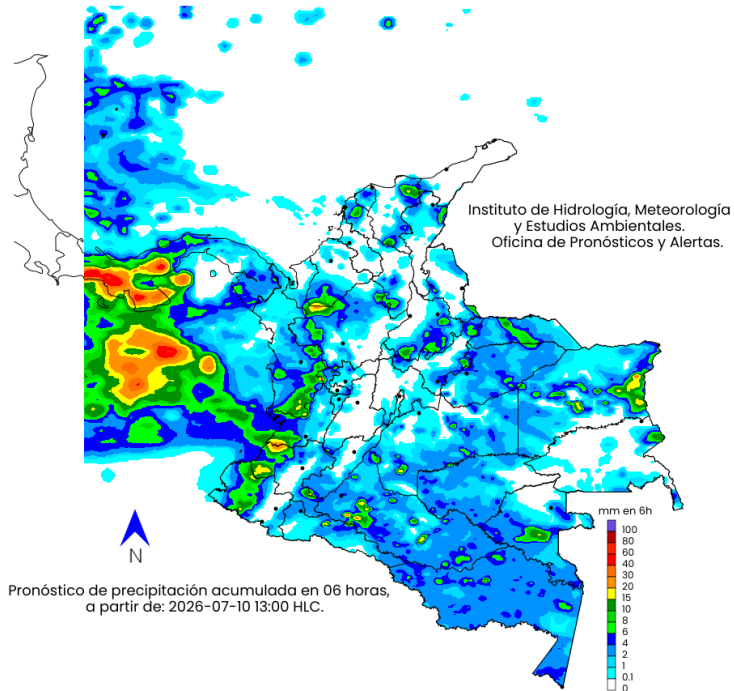 Instituto de Hidrología, Meteorología
y Estudios Ambientales.
Oficina de Pronósticos y Alertas.
mm en 6h
100
80
60
40
30
20
15
10
8
6
4
2
1
0.1
0
N
Pronóstico de precipitación acumulada en 06 horas,
a partir de: 2026-07-10 13:00 HLC.